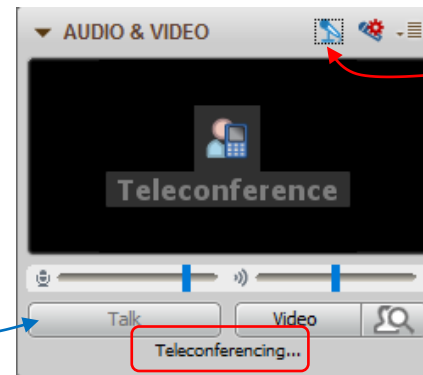 AUDIO & VIDEO
Teleconference
Talk
Video
Teleconferencing...